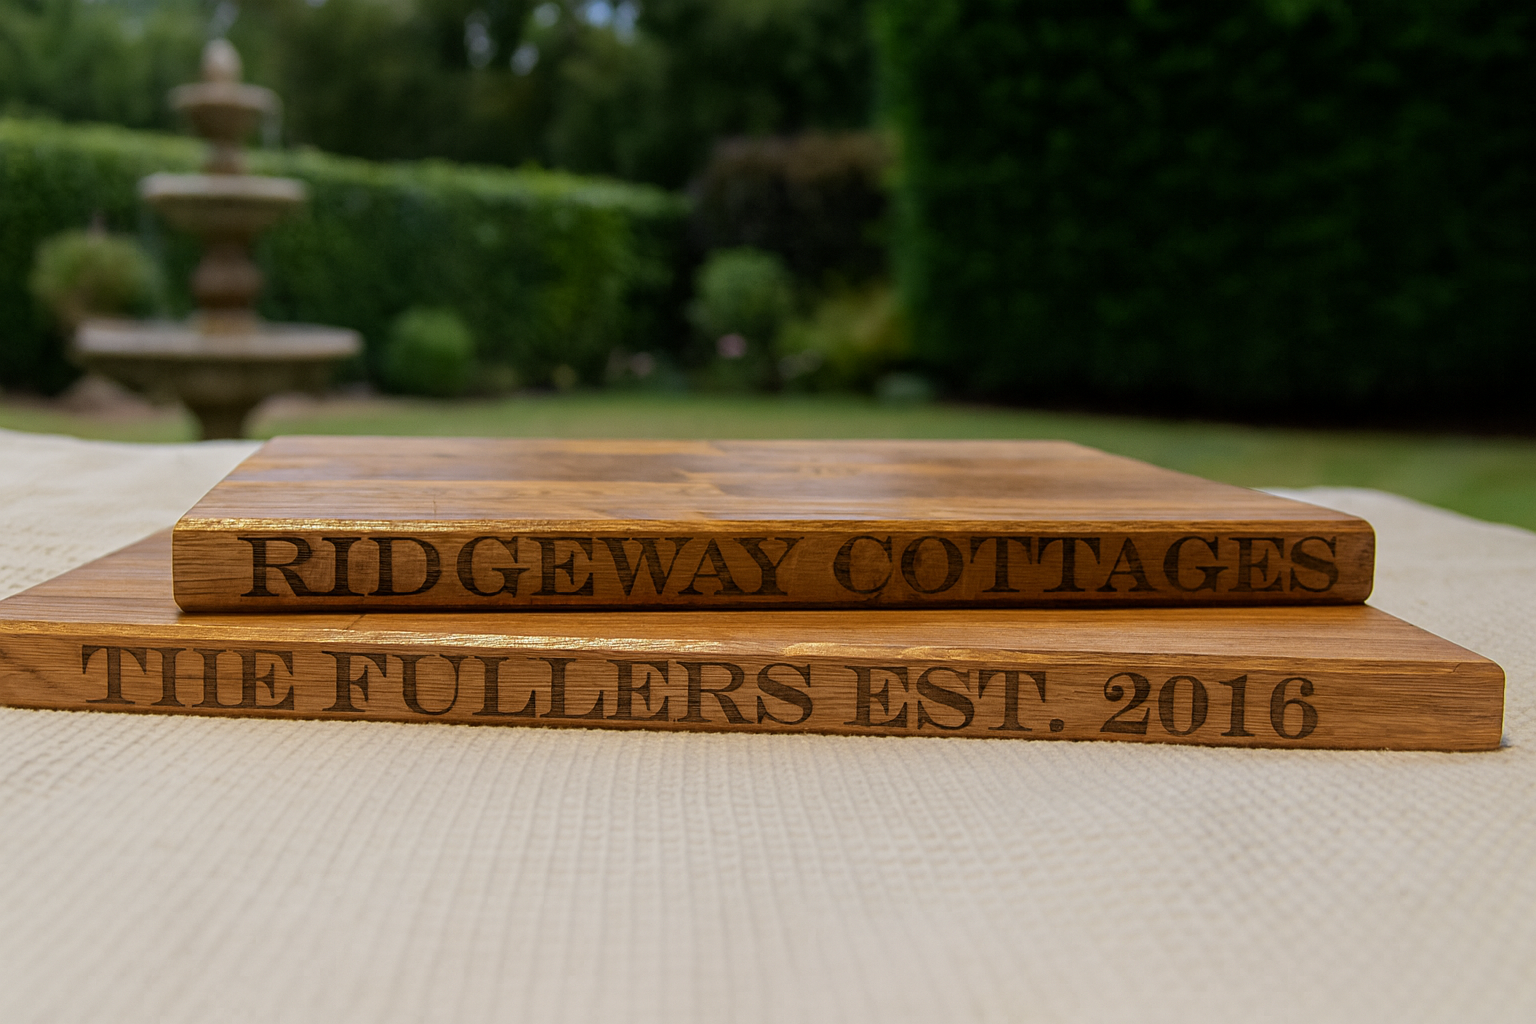 RIDGEWAY COTTAGES
THE FULLERS EST. 2016